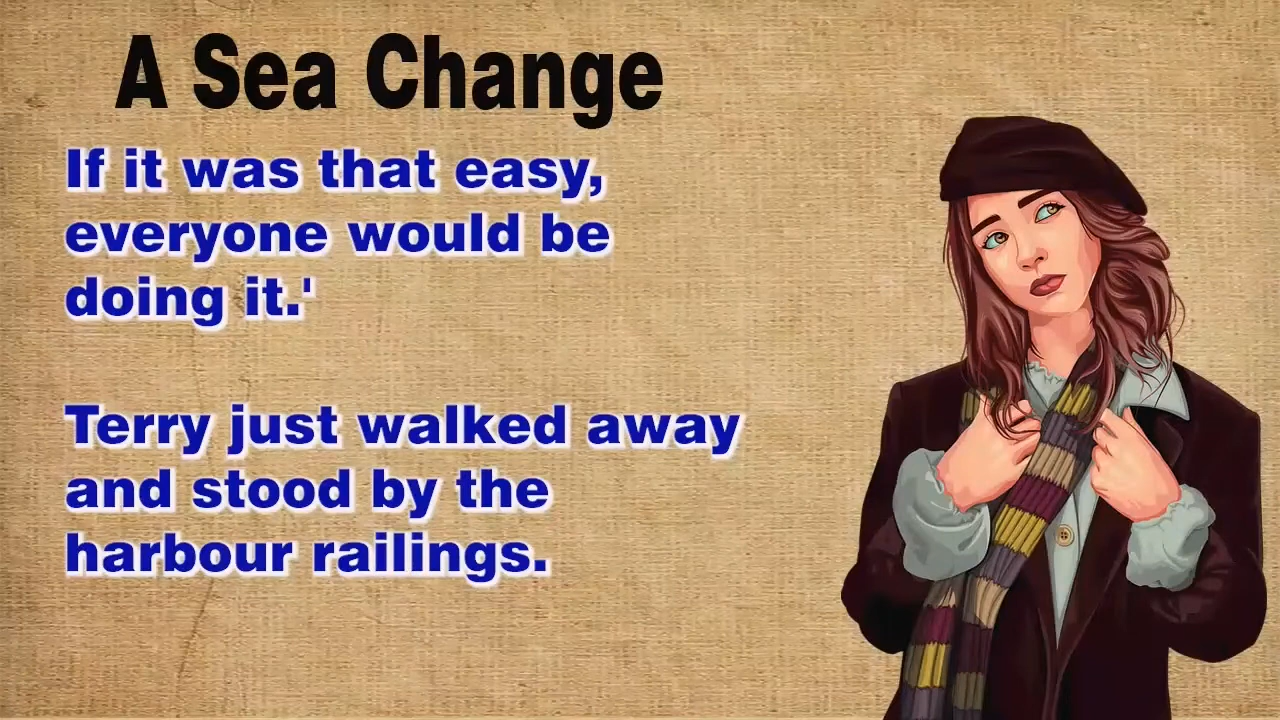 A Sea Change
If it was that easy,
everyone would be
doing it.'
Terry just walked away
and stood by the
harbour railings.